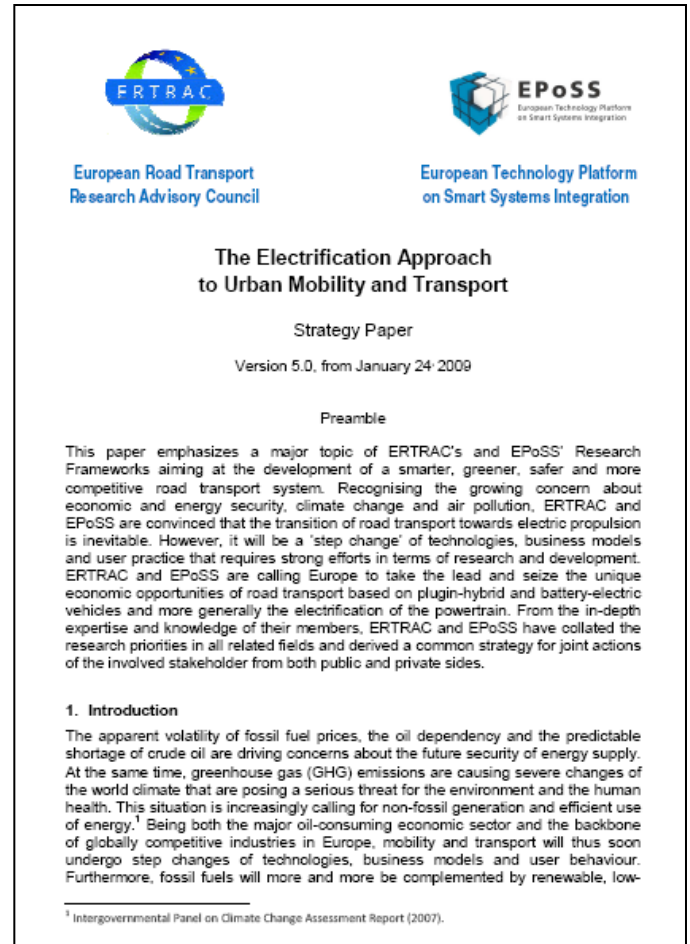 ERTRAC
EPoSS
European Technology Platform
on Smart Systems Integration
European Road Transport
Research Advisory Council
European Technology Platform
on Smart Systems Integration
The Electrification Approach
to Urban Mobility and Transport
Strategy Paper
Version 5.0, from January 24, 2009
Preamble
This paper emphasizes a major topic of ERTRAC's and EPoSS' Research
Frameworks aiming at the development of a smarter, greener, safer and more
competitive road transport system. Recognising the growing concern about
economic and energy security, climate change and air pollution, ERTRAC and
EPoSS are convinced that the transition of road transport towards electric propulsion
is inevitable. However, it will be a 'step change' of technologies, business models
and user practice that requires strong efforts in terms of research and development.
ERTRAC and EPoSS are calling Europe to take the lead and seize the unique
economic opportunities of road transport based on plugin-hybrid and battery-electric
vehicles and more generally the electrification of the powertrain. From the in-depth
expertise and knowledge of their members, ERTRAC and EPoSS have collated the
research priorities in all related fields and derived a common strategy for joint actions
of the involved stakeholder from both public and private sides.
1. Introduction
The apparent volatility of fossil fuel prices, the oil dependency and the predictable
shortage of crude oil are driving concerns about the future security of energy supply.
At the same time, greenhouse gas (GHG) emissions are causing severe changes of
the world climate that are posing a serious threat for the environment and the human
health. This situation is increasingly calling for non-fossil generation and efficient use
of energy.¹ Being both the major oil-consuming economic sector and the backbone
of globally competitive industries in Europe, mobility and transport will thus soon
undergo step changes of technologies, business models and user behaviour.
Furthermore, fossil fuels will more and more be complemented by renewable, low-
¹ Intergovernmental Panel on Climate Change Assessment Report (2007).